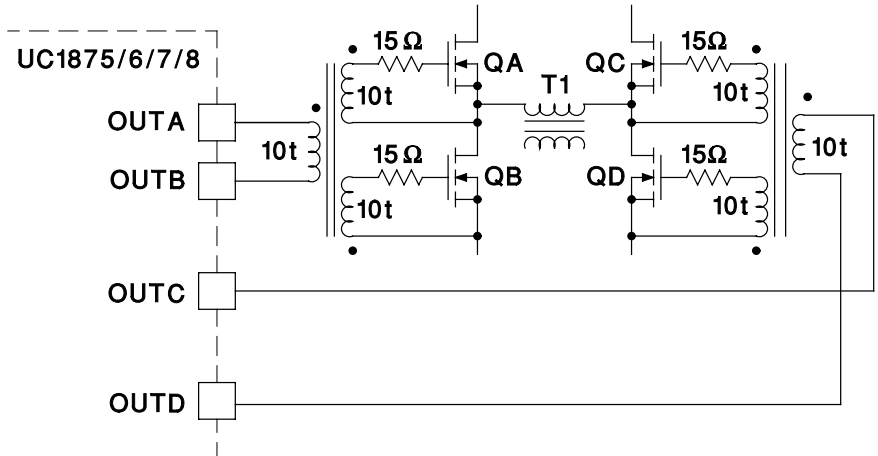 UC1875/6/7/8
15Ω
QA
T1
QC
15Ω
10t
10t
OUTA
10t
10t
OUTB
15Ω
QB
QD
15Ω
10t
10t
OUTC
OUTD